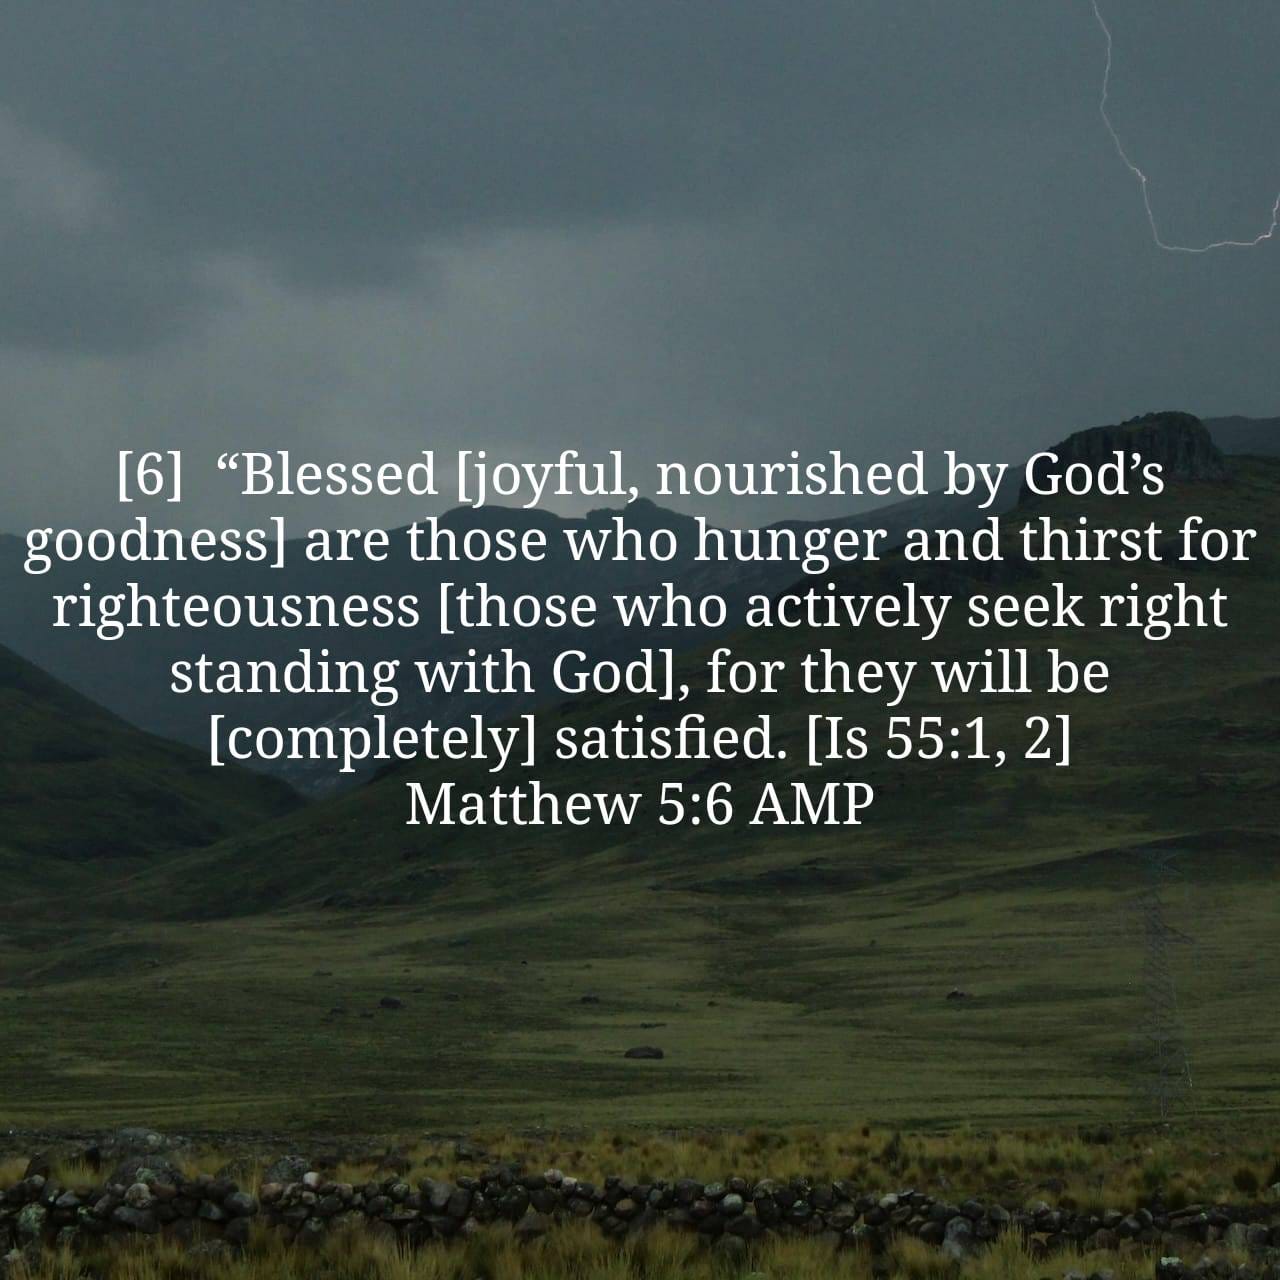 [6] “Blessed [joyful, nourished by God’s
goodness] are those who hunger and thirst for
righteousness [those who actively seek right
standing with God], for they will be
[completely] satisfied. [Is 55:1, 2]
Matthew 5:6 AMP